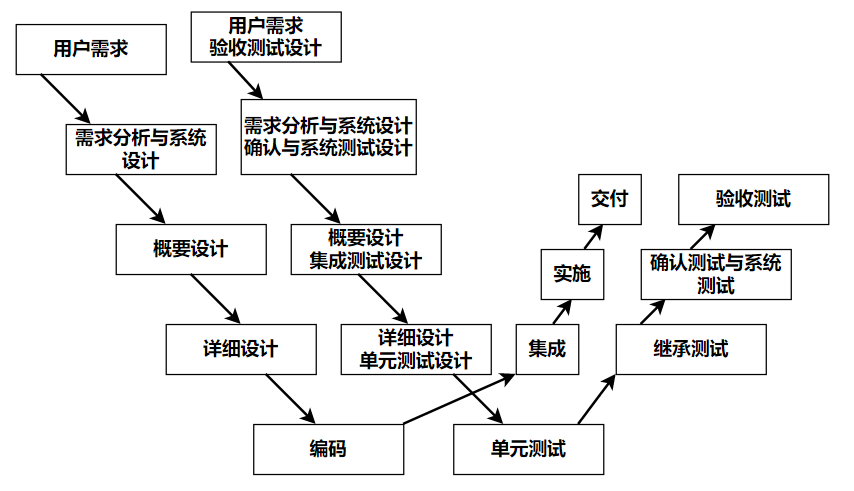 用户需求
用户需求
验收测试设计
需求分析与系统
设计
需求分析与系统设计
确认与系统测试设计
交付
验收测试
概要设计
概要设计
集成测试设计
实施
确认测试与系统
测试
详细设计
详细设计
单元测试设计
集成
继承测试
编码
单元测试